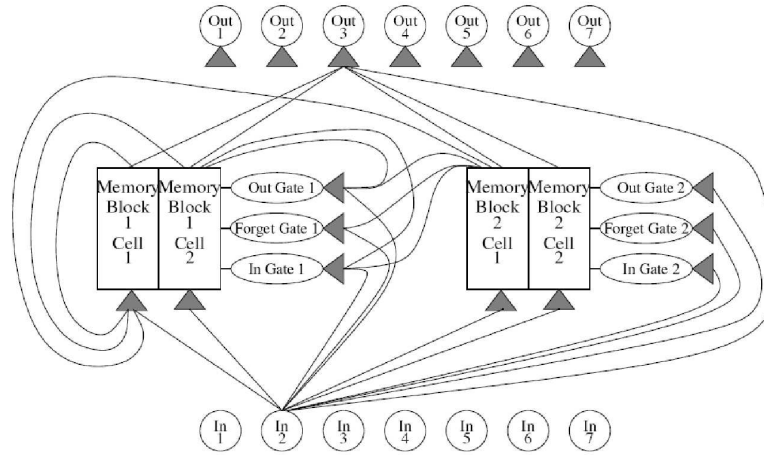 Out 1
Out 2
Out 3
Out 4
Out 5
Out 6
Out 7
Memory Block 1 Cell 1
Memory Block 1 Cell 2
Out Gate 1
Forget Gate 1
In Gate 1
Memory Block 2 Cell 1
Memory Block 2 Cell 2
Out Gate 2
Forget Gate 2
In Gate 2
In 1
In 2
In 3
In 4
In 5
In 6
In 7